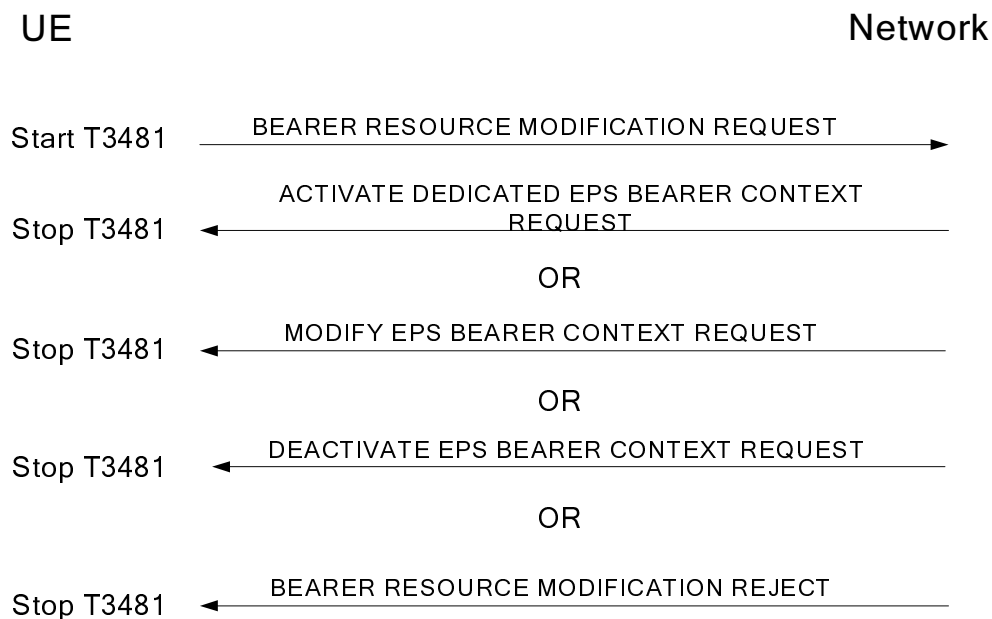 UE
Network
Start T3481
BEARER RESOURCE MODIFICATION REQUEST
ACTIVATE DEDICATED EPS BEARER CONTEXT
REQUEST
Stop T3481
OR
MODIFY EPS BEARER CONTEXT REQUEST
Stop T3481
OR
DEACTIVATE EPS BEARER CONTEXT REQUEST
Stop T3481
OR
BEARER RESOURCE MODIFICATION REJECT
Stop T3481